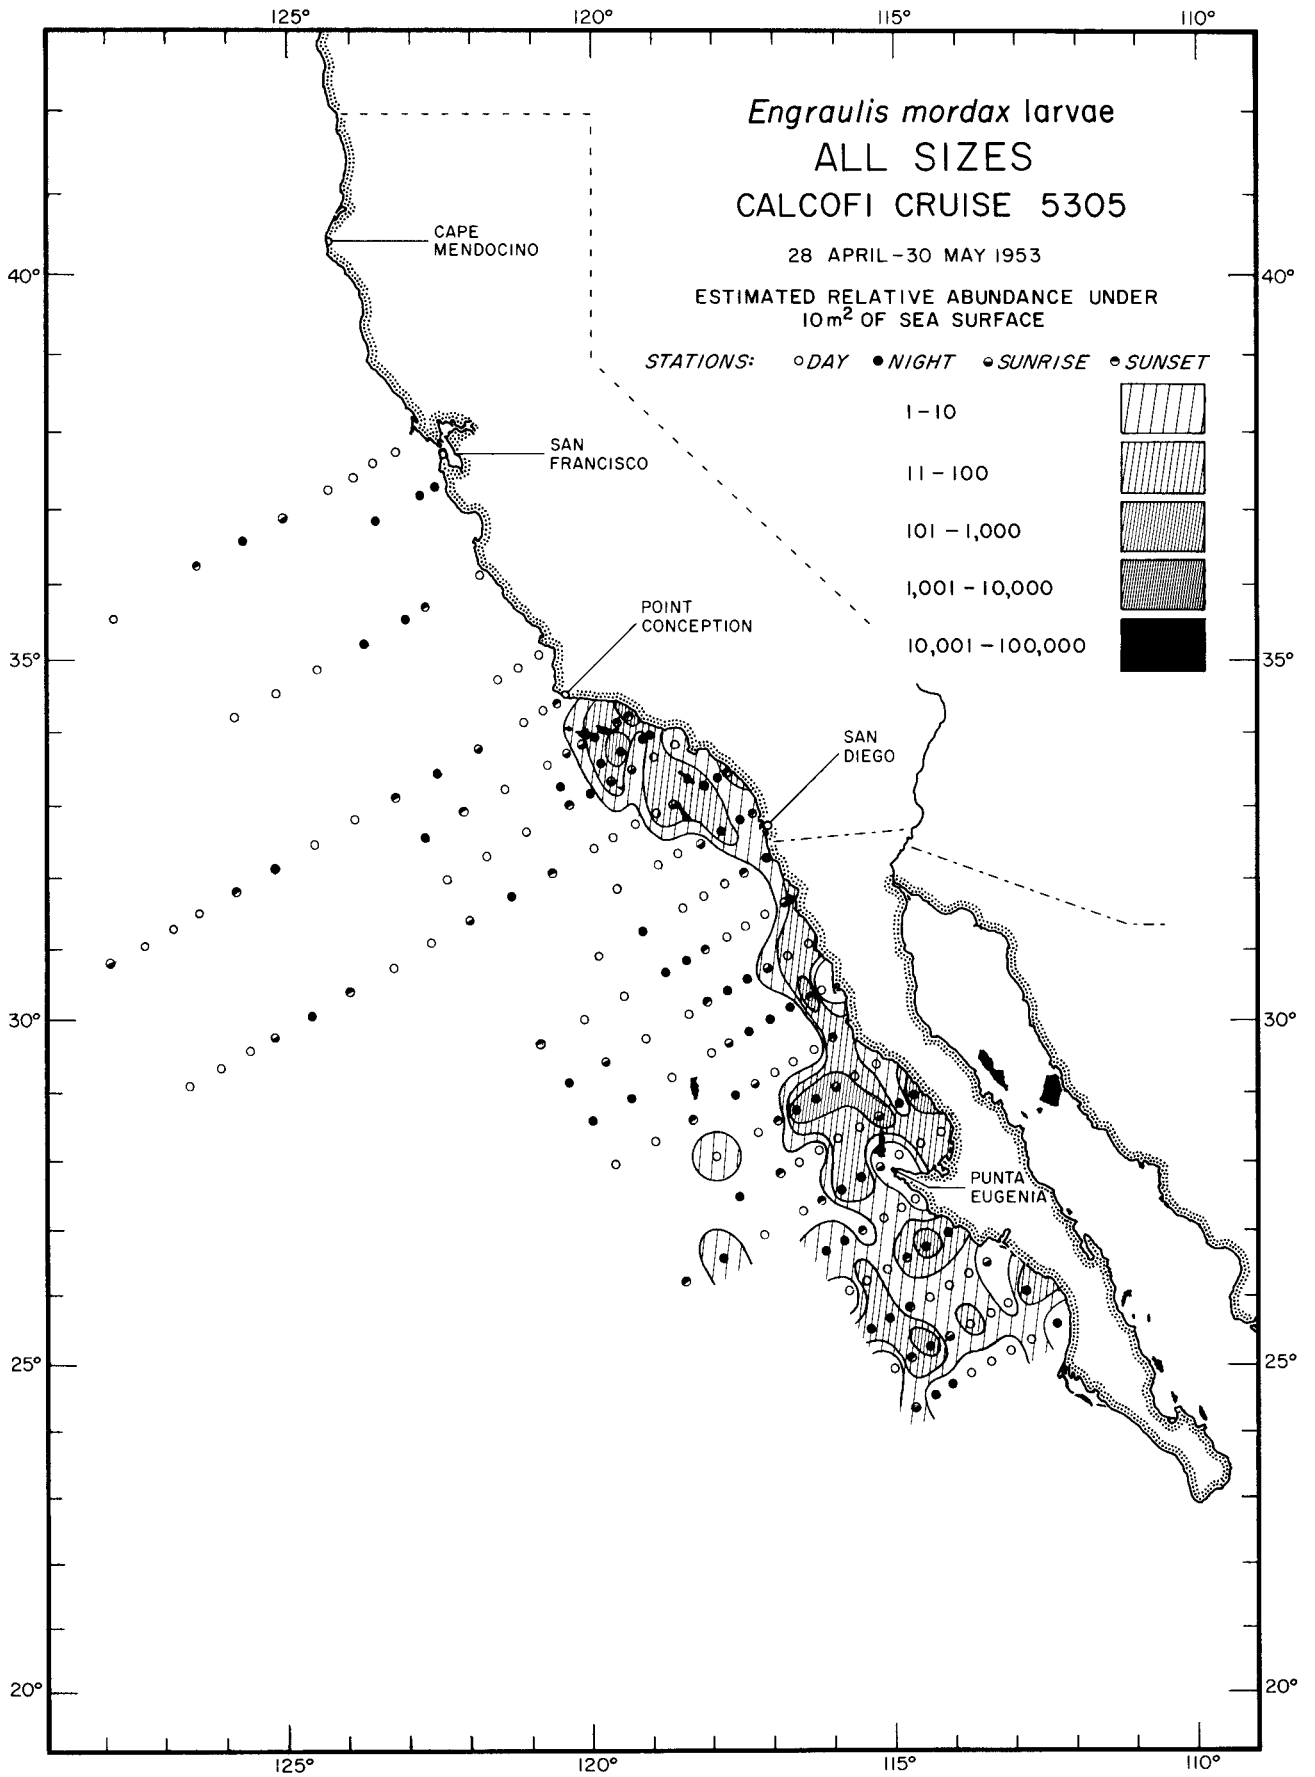 125° 120° 115° 110°
Engraulis mordax larvae
ALL SIZES
CALCOFI CRUISE 5305
28 APRIL–30 MAY 1953
ESTIMATED RELATIVE ABUNDANCE UNDER
10m² OF SEA SURFACE
STATIONS: ○DAY ●NIGHT ◒SUNRISE ◓SUNSET
1–10
11–100
101–1,000
1,001–10,000
10,001–100,000
CAPE
MENDOCINO
40° 40°
SAN
FRANCISCO
POINT
CONCEPTION
35° 35°
SAN
DIEGO
30° 30°
PUNTA
EUGENIA
25° 25°
20° 20°
125° 120° 115° 110°